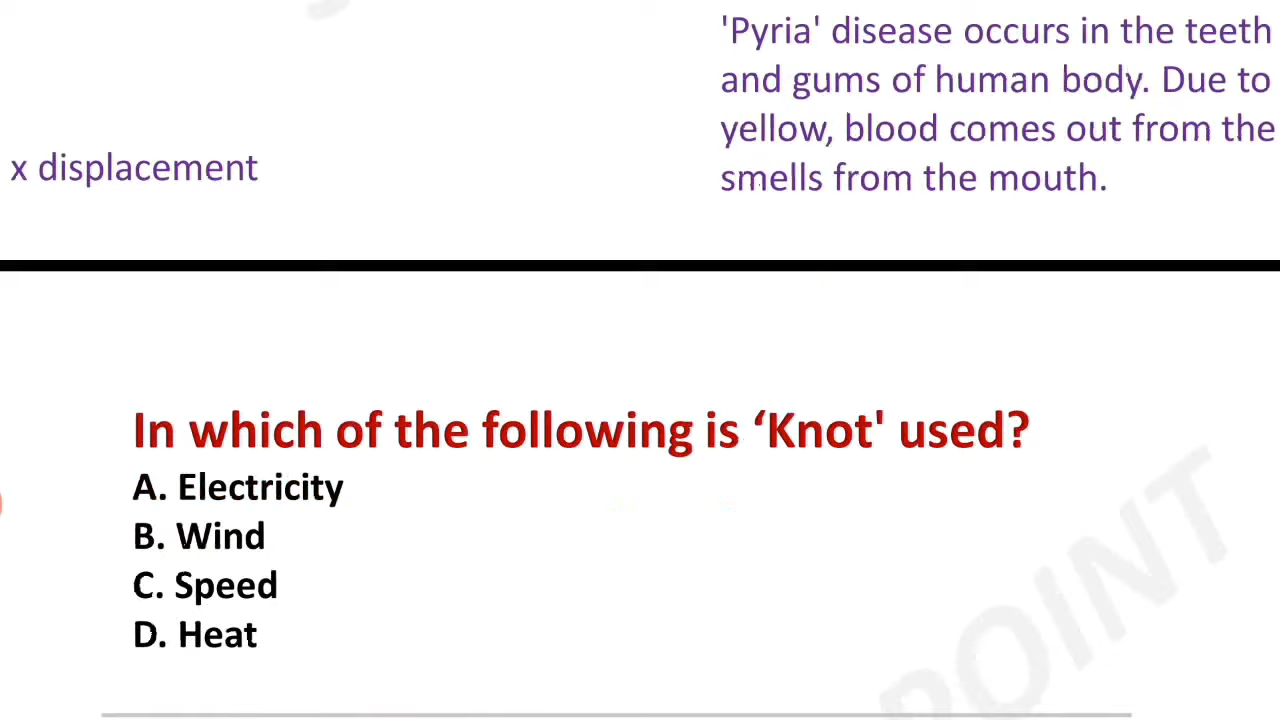 'Pyria' disease occurs in the teeth
and gums of human body. Due to
yellow, blood comes out from the
smells from the mouth.
x displacement
In which of the following is ‘Knot' used?
A. Electricity
B. Wind
C. Speed
D. Heat
POINT